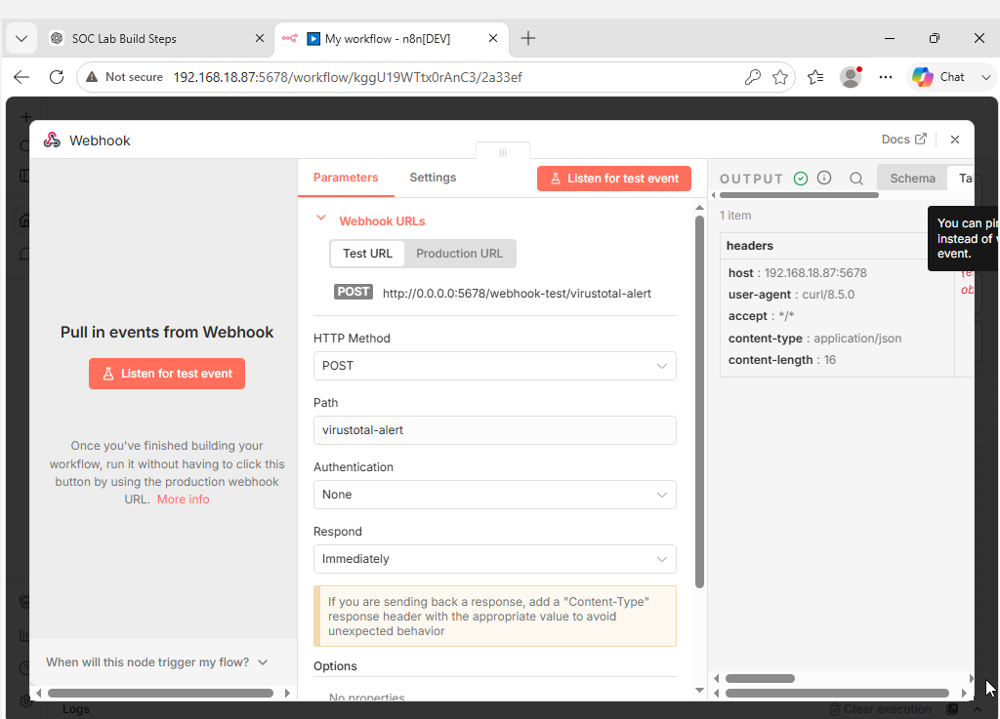 SOC Lab Build Steps
My workflow - n8n[DEV]
Not secure
192.168.18.87:5678/workflow/kggU19WTtx0rAnC3/2a33ef
Chat
Webhook
Docs
Pull in events from Webhook
Listen for test event
Once you've finished building your
workflow, run it without having to click this
button by using the production webhook
URL. More info
When will this node trigger my flow?
Parameters
Settings
Listen for test event
Webhook URLs
Test URL
Production URL
POST
http://0.0.0.0:5678/webhook-test/virustotal-alert
HTTP Method
POST
Path
virustotal-alert
Authentication
None
Respond
Immediately
If you are sending back a response, add a "Content-Type"
response header with the appropriate value to avoid
unexpected behavior
Options
No properties
OUTPUT
Schema
Ta
1 item
You can pi
instead of
event.
headers
host : 192.168.18.87:5678
user-agent : curl/8.5.0
accept : */*
content-type : application/json
content-length : 16
ob
Logs
Clear execution